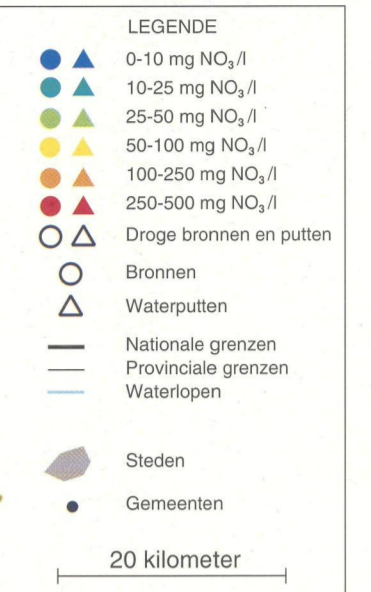 LEGENDE
0-10 mg NO₃/l
10-25 mg NO₃/l
25-50 mg NO₃/l
50-100 mg NO₃/l
100-250 mg NO₃/l
250-500 mg NO₃/l
Droge bronnen en putten
Bronnen
Waterputten
Nationale grenzen
Provinciale grenzen
Waterlopen
Steden
Gemeenten
20 kilometer